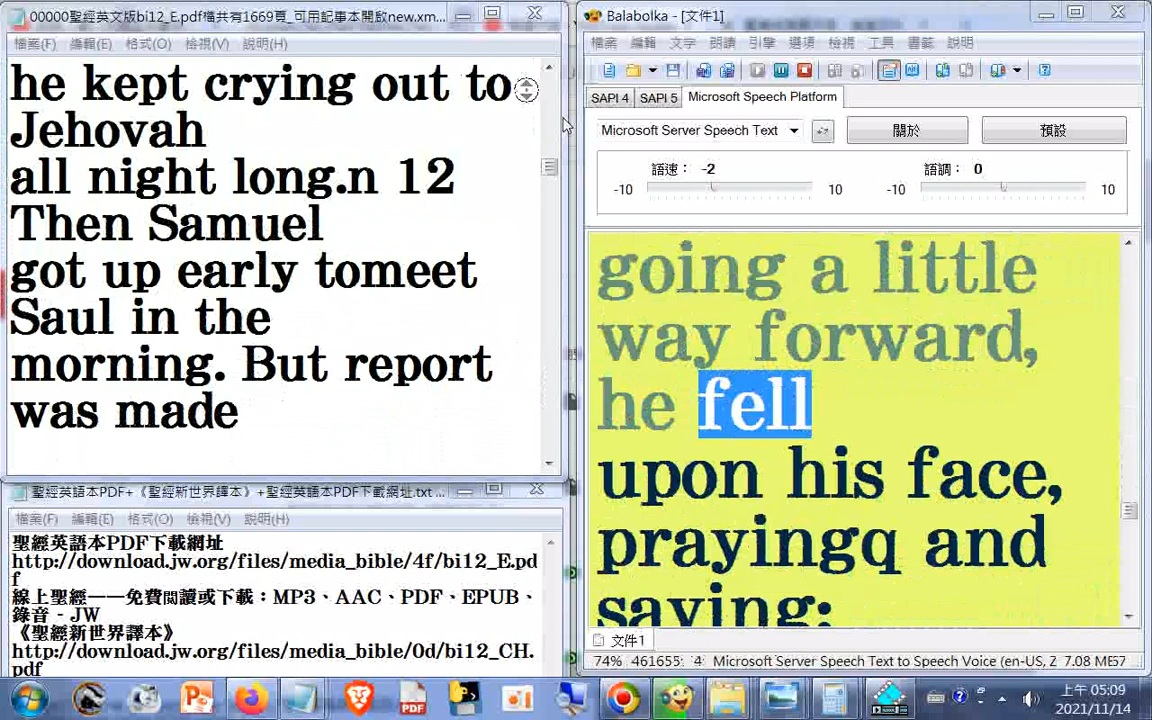 00000聖經英文版bi12_E.pdf檔共有1669頁_可用記事本開啟new.xm...
檔案(F) 編輯(E) 格式(O) 檢視(V) 說明(H)
he kept crying out to
Jehovah
all night long.n 12
Then Samuel
got up early tomeet
Saul in the
morning. But report
was made
聖經英語本PDF+《聖經新世界譯本》+聖經英語本PDF下載網址.txt ...
檔案(F) 編輯(E) 格式(O) 檢視(V) 說明(H)
聖經英語本PDF下載網址
http://download.jw.org/files/media_bible/4f/bi12_E.pd
f
線上聖經——免費閱讀或下載：MP3、AAC、PDF、EPUB、
錄音 - JW
《聖經新世界譯本》
http://download.jw.org/files/media_bible/0d/bi12_CH.
pdf
Balabolka - [文件1]
檔案 編輯 文字 朗讀 引擎 選項 檢視 工具 書籤 說明
SAPI 4 SAPI 5 Microsoft Speech Platform
Microsoft Server Speech Text 關於 預設
語速： -2 語調： 0
-10 10 -10 10
going a little
way forward,
he fell
upon his face,
prayingq and
saying:
文件1
74% 461655: Microsoft Server Speech Text to Speech Voice (en-US, Z 7.08 ME
上午 05:09
2021/11/14